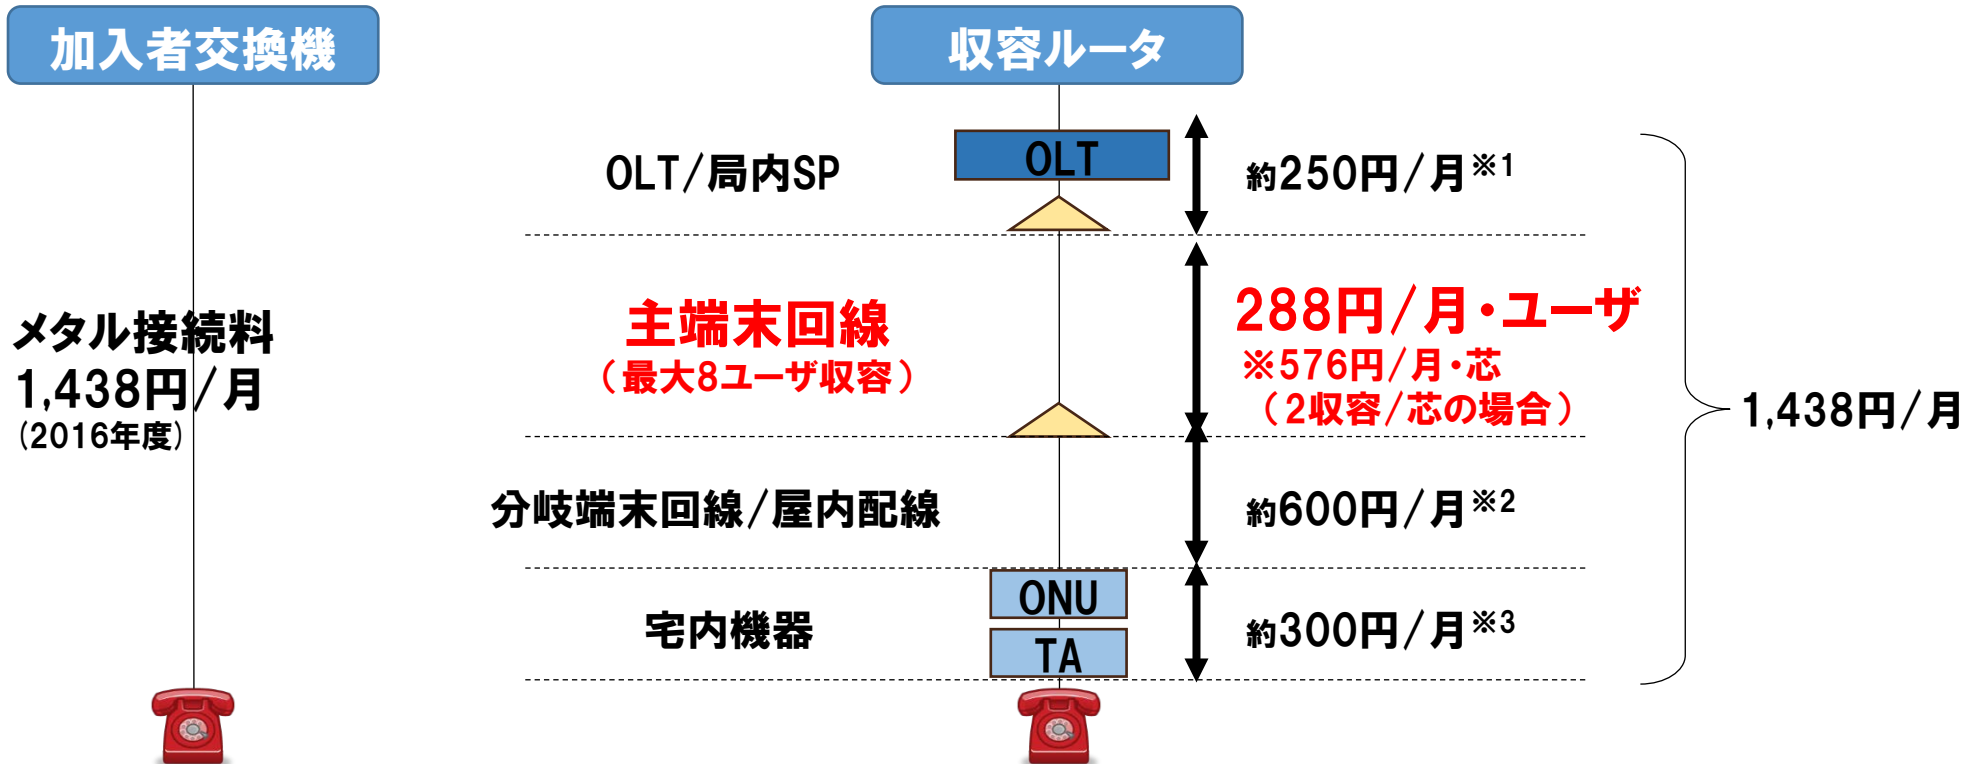 加入者交換機
収容ルータ
OLT/局内SP
OLT
約250円/月※1
メタル接続料
1,438円/月
(2016年度)
主端末回線
(最大8ユーザ収容)
288円/月・ユーザ
※576円/月・芯
(2収容/芯の場合)
1,438円/月
分岐端末回線/屋内配線
約600円/月※2
宅内機器
ONU
TA
約300円/月※3